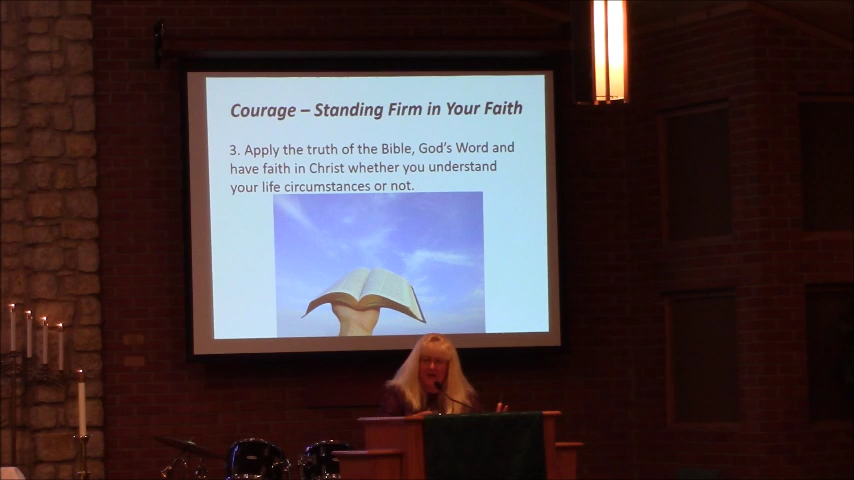 Courage – Standing Firm in Your Faith
3. Apply the truth of the Bible, God's Word and
have faith in Christ whether you understand
your life circumstances or not.